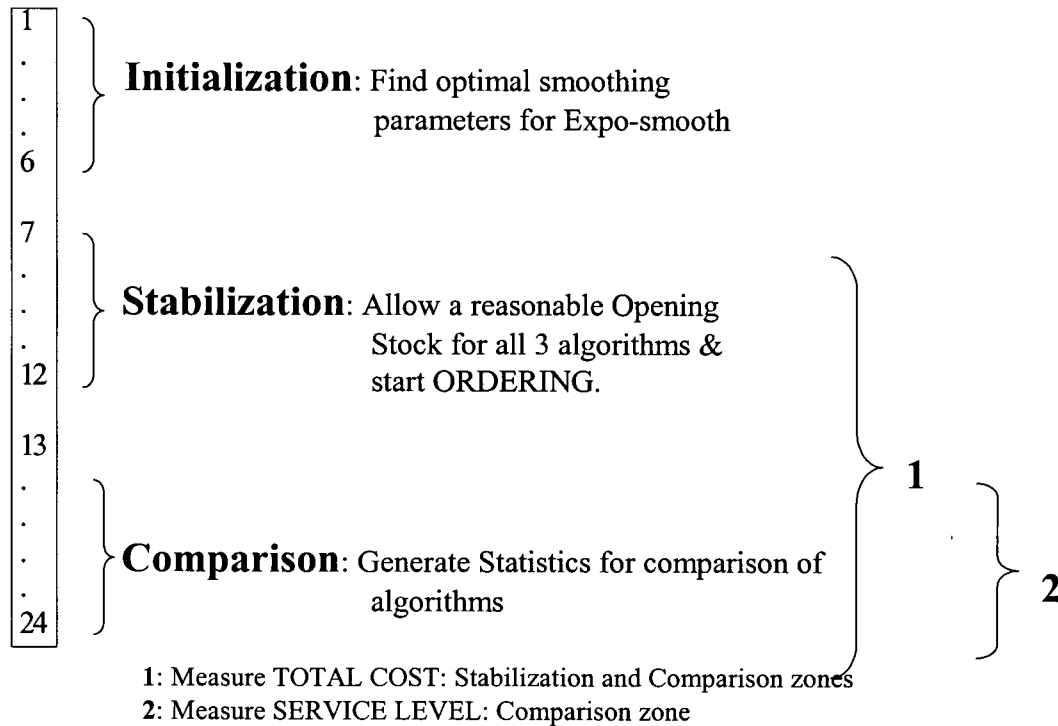 1
.
.
.
6
Initialization: Find optimal smoothing
parameters for Expo-smooth
7
.
.
.
12
Stabilization: Allow a reasonable Opening
Stock for all 3 algorithms &
start ORDERING.
13
.
.
.
.
24
Comparison: Generate Statistics for comparison of
algorithms
1
2
1: Measure TOTAL COST: Stabilization and Comparison zones
2: Measure SERVICE LEVEL: Comparison zone